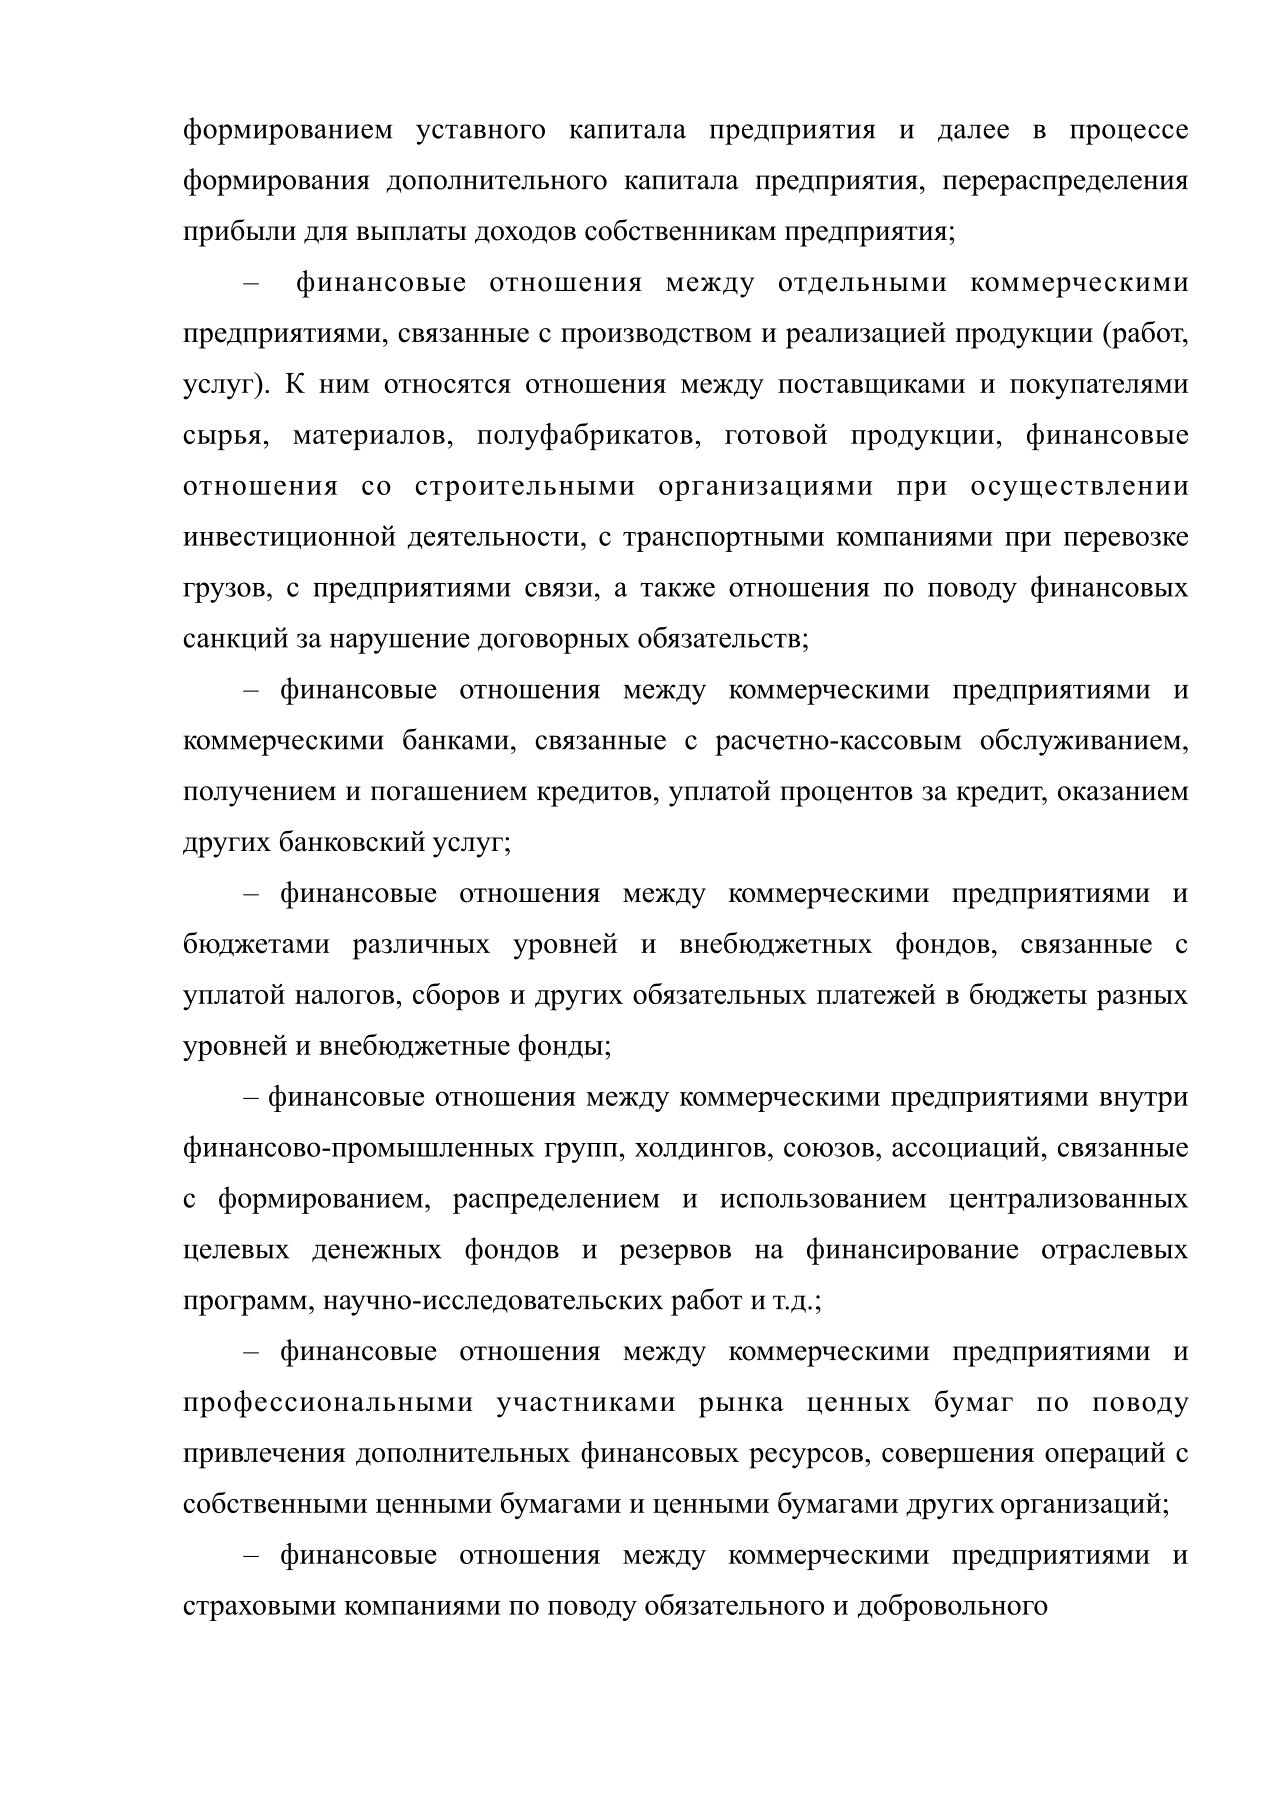 формированием уставного капитала предприятия и далее в процессе
формирования дополнительного капитала предприятия, перераспределения
прибыли для выплаты доходов собственникам предприятия;
– финансовые отношения между отдельными коммерческими
предприятиями, связанные с производством и реализацией продукции (работ,
услуг). К ним относятся отношения между поставщиками и покупателями
сырья, материалов, полуфабрикатов, готовой продукции, финансовые
отношения со строительными организациями при осуществлении
инвестиционной деятельности, с транспортными компаниями при перевозке
грузов, с предприятиями связи, а также отношения по поводу финансовых
санкций за нарушение договорных обязательств;
– финансовые отношения между коммерческими предприятиями и
коммерческими банками, связанные с расчетно-кассовым обслуживанием,
получением и погашением кредитов, уплатой процентов за кредит, оказанием
других банковский услуг;
– финансовые отношения между коммерческими предприятиями и
бюджетами различных уровней и внебюджетных фондов, связанные с
уплатой налогов, сборов и других обязательных платежей в бюджеты разных
уровней и внебюджетные фонды;
– финансовые отношения между коммерческими предприятиями внутри
финансово-промышленных групп, холдингов, союзов, ассоциаций, связанные
с формированием, распределением и использованием централизованных
целевых денежных фондов и резервов на финансирование отраслевых
программ, научно-исследовательских работ и т.д.;
– финансовые отношения между коммерческими предприятиями и
профессиональными участниками рынка ценных бумаг по поводу
привлечения дополнительных финансовых ресурсов, совершения операций с
собственными ценными бумагами и ценными бумагами других организаций;
– финансовые отношения между коммерческими предприятиями и
страховыми компаниями по поводу обязательного и добровольного